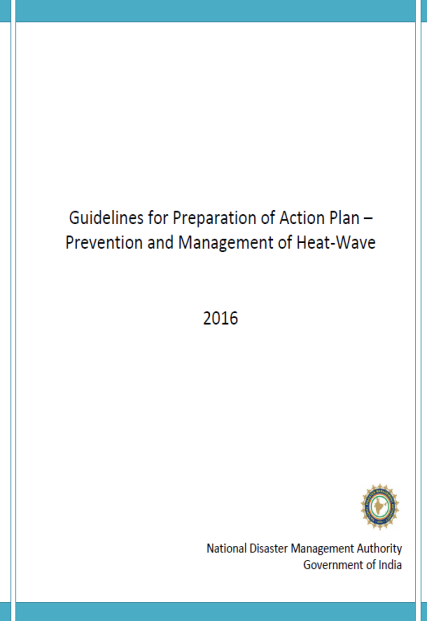 Guidelines for Preparation of Action Plan –
Prevention and Management of Heat-Wave
2016
National Disaster Management Authority
Government of India